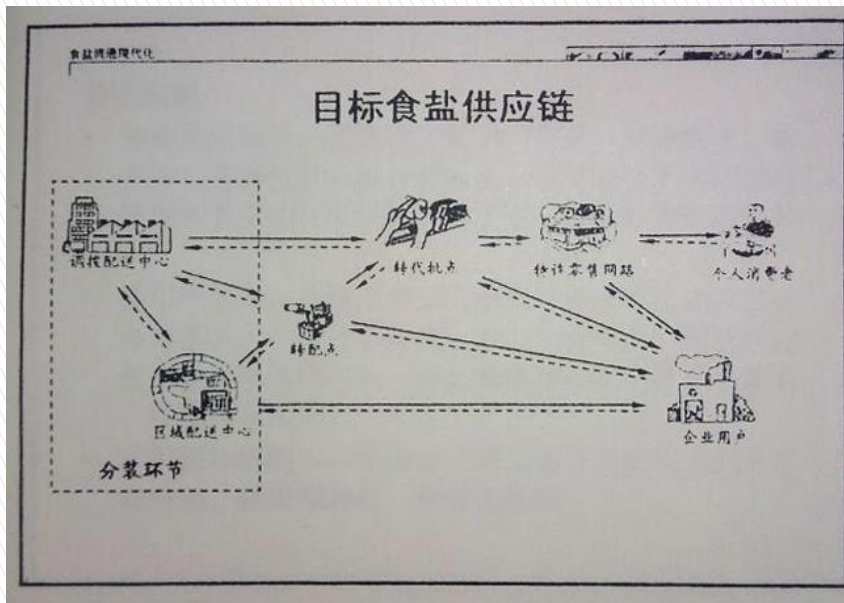 食盐流通现代化
目标食盐供应链
调拨配送中心
转代批点
特许零售网络
个人消费者
转配点
区域配送中心
企业用户
分装环节